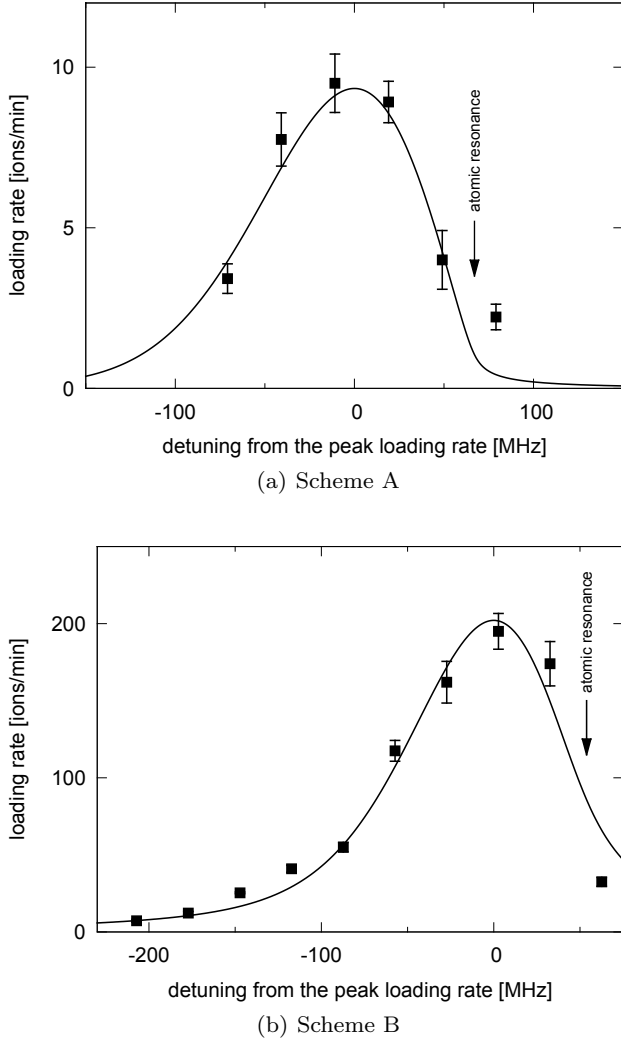 10
5
0
loading rate [ions/min]
atomic resonance
-100
0
100
detuning from the peak loading rate [MHz]
(a) Scheme A
200
100
0
loading rate [ions/min]
atomic resonance
-200
-100
0
detuning from the peak loading rate [MHz]
(b) Scheme B